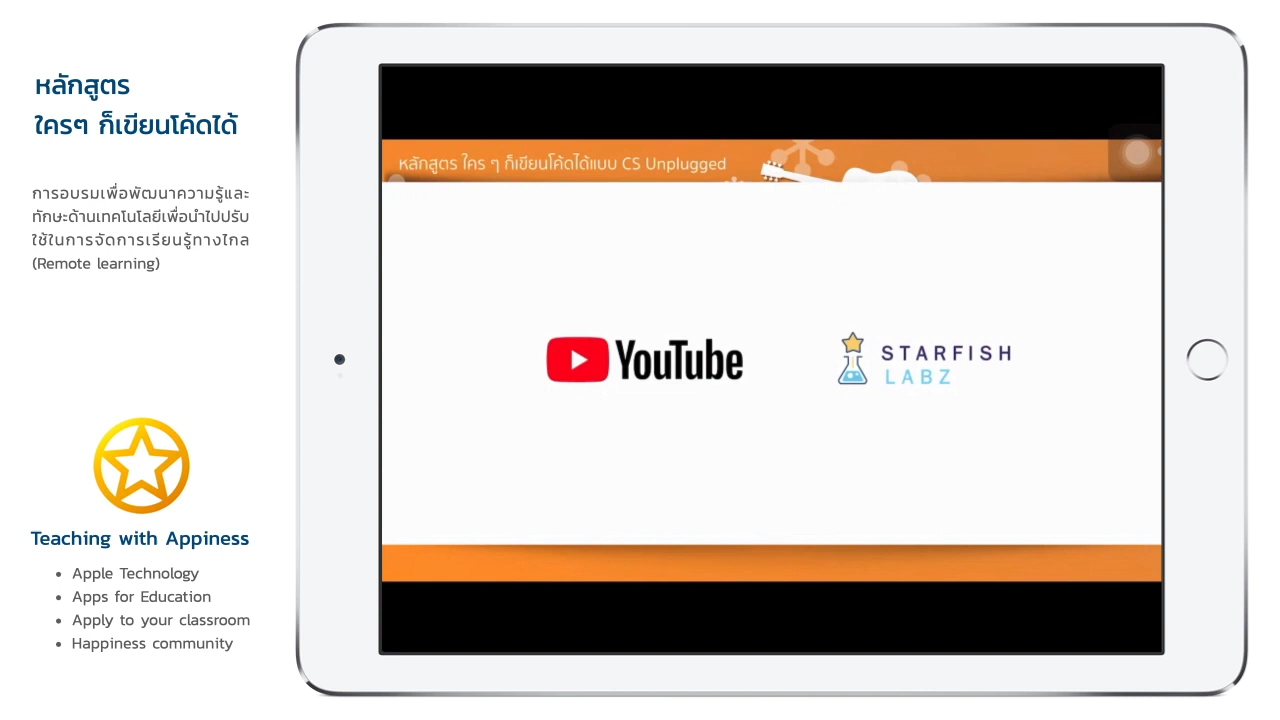 หลักสูตร
ใครๆ ก็เขียนโค้ดได้
การอบรมเพื่อพัฒนาความรู้และ
ทักษะด้านเทคโนโลยีเพื่อนำไปปรับ
ใช้ในการจัดการเรียนรู้ทางไกล
(Remote learning)
Teaching with Appiness
• Apple Technology
• Apps for Education
• Apply to your classroom
• Happiness community
หลักสูตร ใคร ๆ ก็เขียนโค้ดได้แบบ CS Unplugged
YouTube
STARFISH
LABZ